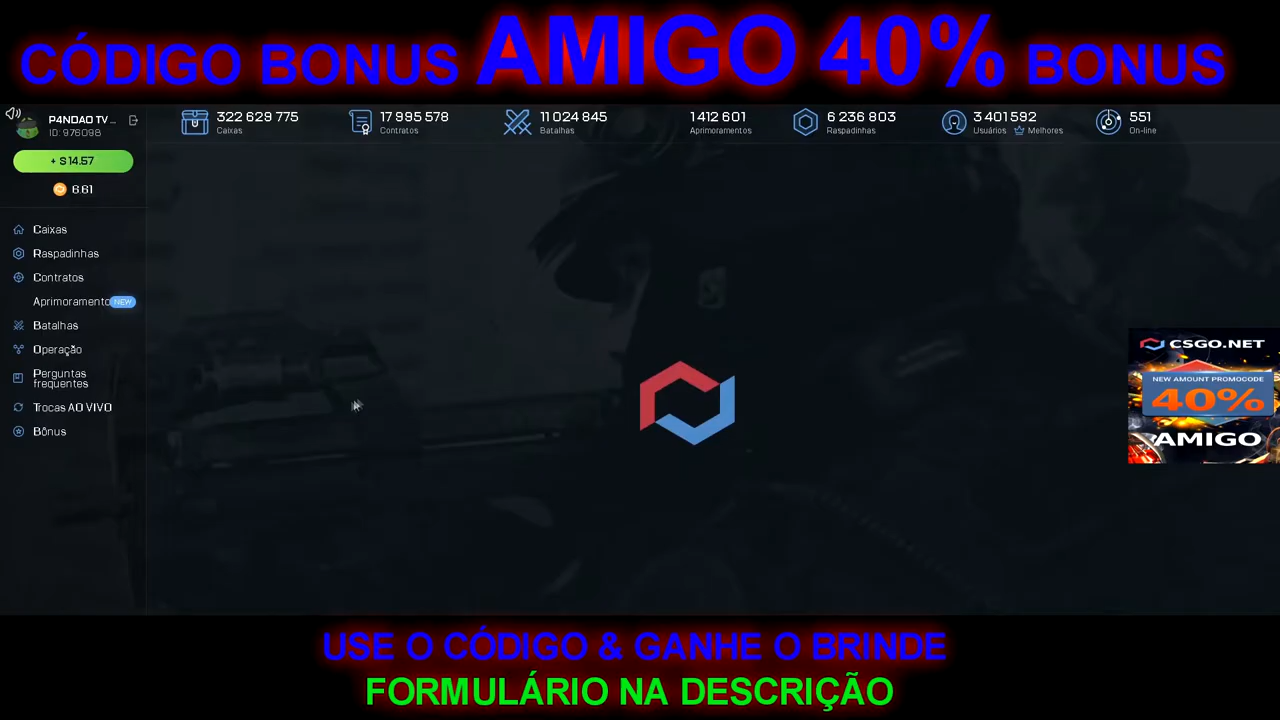 CÓDIGO BONUS AMIGO 40% BONUS
P4NDAO TV ...
ID: 976098
322 629 775
Caixas
17 995 578
Contratos
11 024 845
Batalhas
1 412 601
Aprimoramentos
6 236 803
Raspadinhas
3 401 592
Usuários Melhores
551
On-line
+ $ 14.57
6.61
Caixas
Raspadinhas
Contratos
Aprimoramento NEW
Batalhas
Operação
Perguntas
frequentes
Trocas AO VIVO
Bônus
CSGO.NET
NEW AMOUNT PROMOCODE
40%
AMIGO
USE O CÓDIGO & GANHE O BRINDE
FORMULÁRIO NA DESCRIÇÃO